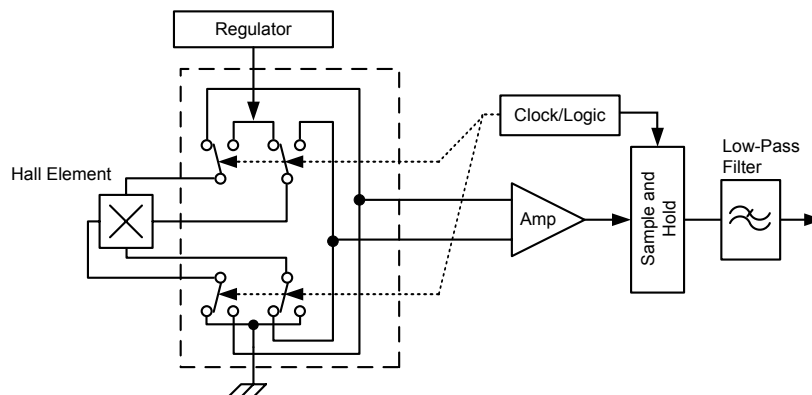 Regulator
Clock/Logic
Low-Pass
Filter
Hall Element
Amp
Sample and
Hold